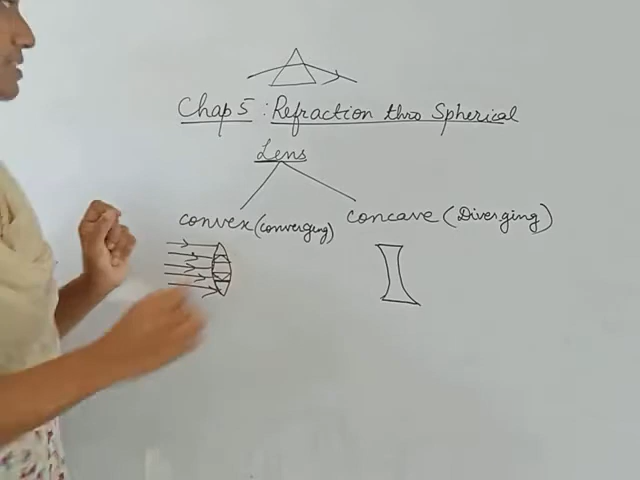 Chap 5 : Refraction thro Spherical
Lens
convex (converging)
concave (Diverging)